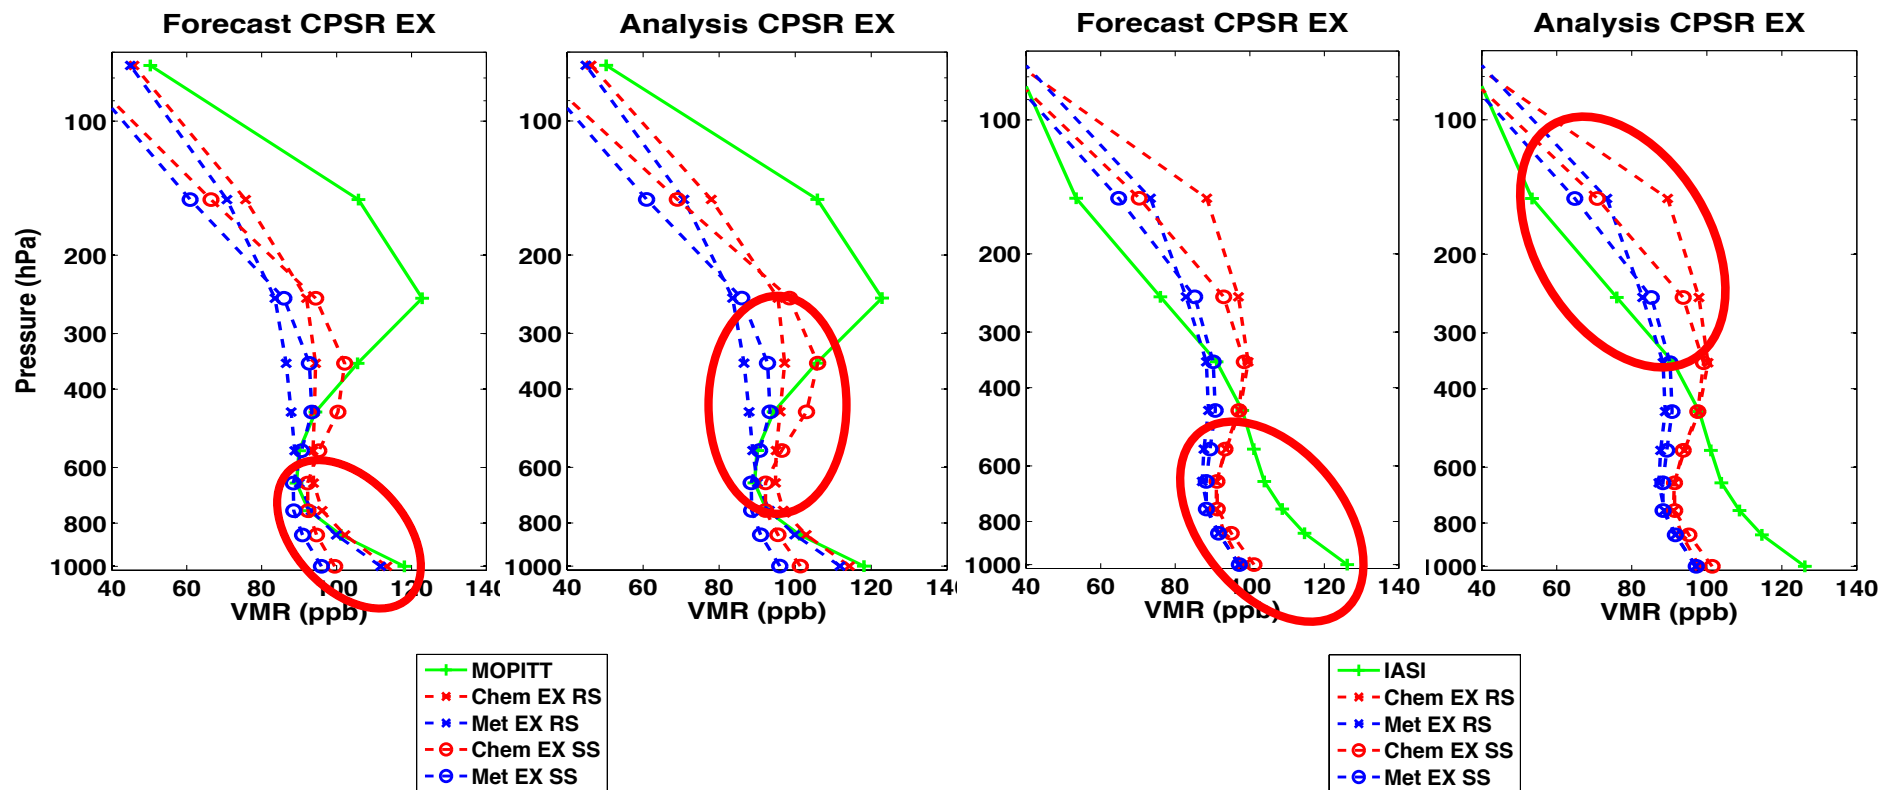 Forecast CPSR EX
Analysis CPSR EX
Forecast CPSR EX
Analysis CPSR EX
Pressure (hPa)
100
200
300
400
600
800
1000
40 60 80 100 120 140
VMR (ppb)
100
200
300
400
600
800
1000
40 60 80 100 120 140
VMR (ppb)
100
200
300
400
600
800
1000
40 60 80 100 120 140
VMR (ppb)
100
200
300
400
600
800
1000
40 60 80 100 120 140
VMR (ppb)
MOPITT
Chem EX RS
Met EX RS
Chem EX SS
Met EX SS
IASI
Chem EX RS
Met EX RS
Chem EX SS
Met EX SS